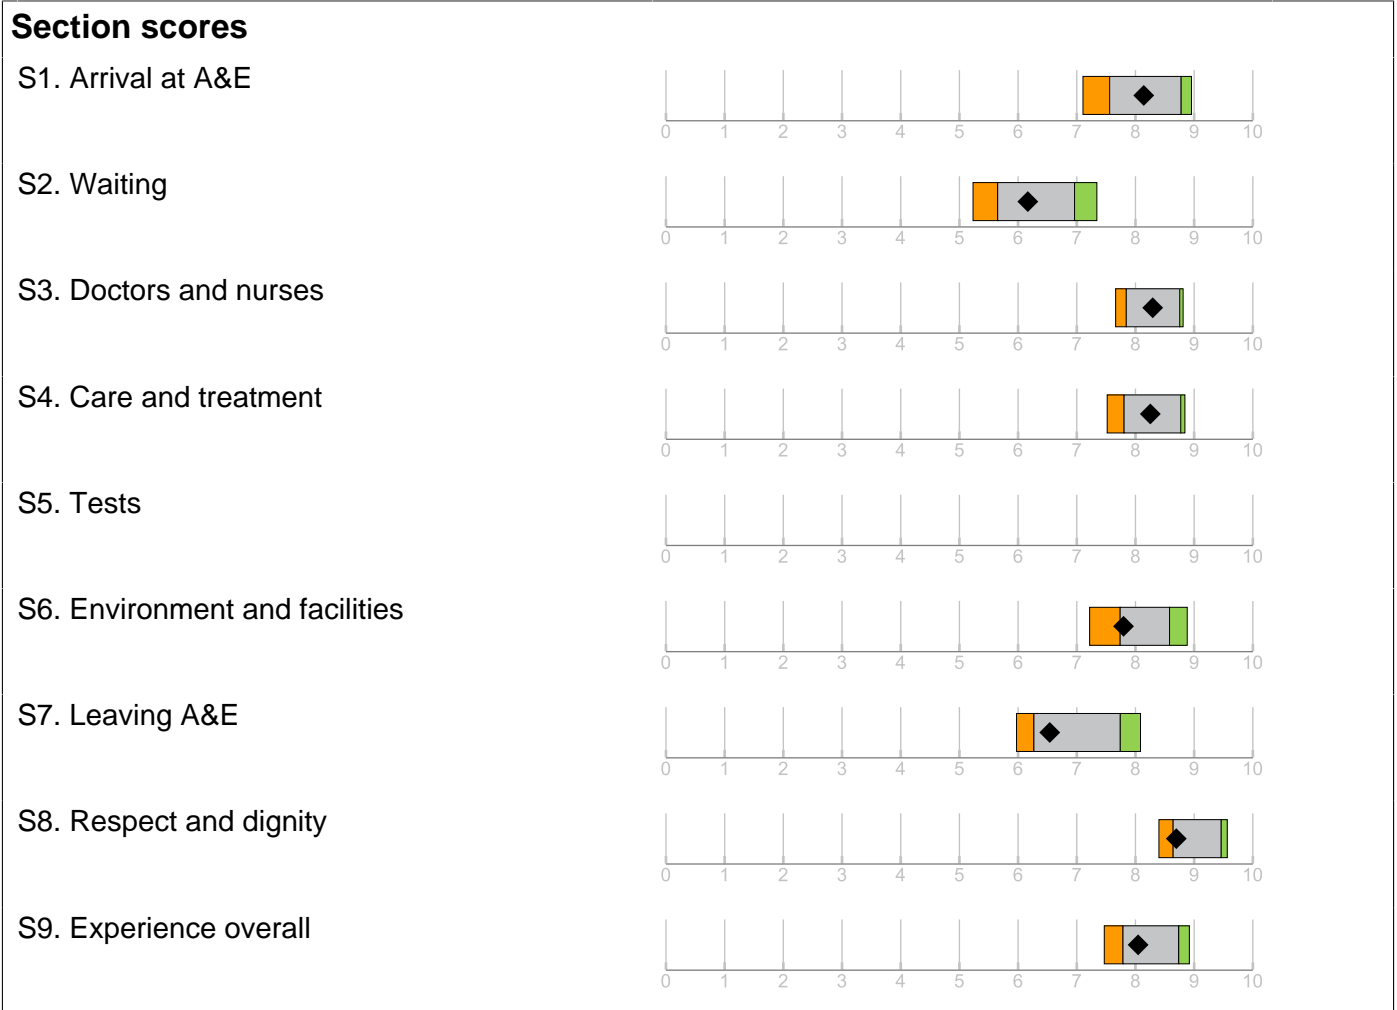 Section scores
S1. Arrival at A&E
0 1 2 3 4 5 6 7 8 9 10
S2. Waiting
0 1 2 3 4 5 6 7 8 9 10
S3. Doctors and nurses
0 1 2 3 4 5 6 7 8 9 10
S4. Care and treatment
0 1 2 3 4 5 6 7 8 9 10
S5. Tests
0 1 2 3 4 5 6 7 8 9 10
S6. Environment and facilities
0 1 2 3 4 5 6 7 8 9 10
S7. Leaving A&E
0 1 2 3 4 5 6 7 8 9 10
S8. Respect and dignity
0 1 2 3 4 5 6 7 8 9 10
S9. Experience overall
0 1 2 3 4 5 6 7 8 9 10